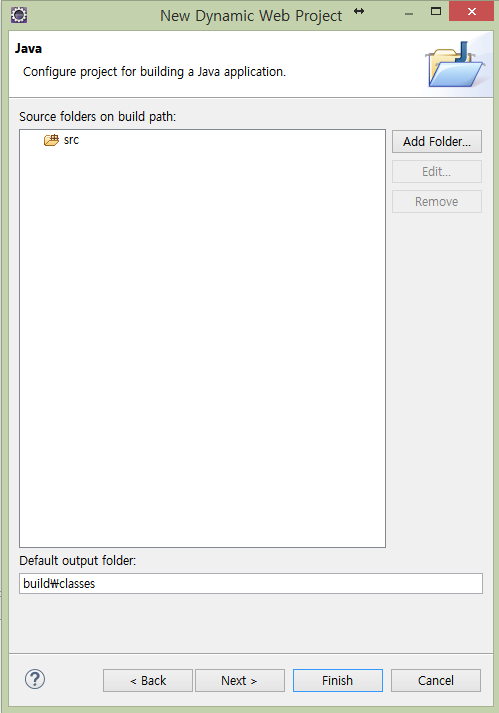 New Dynamic Web Project
Java
Configure project for building a Java application.
Source folders on build path:
src
Add Folder...
Edit...
Remove
Default output folder:
build₩classes
< Back
Next >
Finish
Cancel